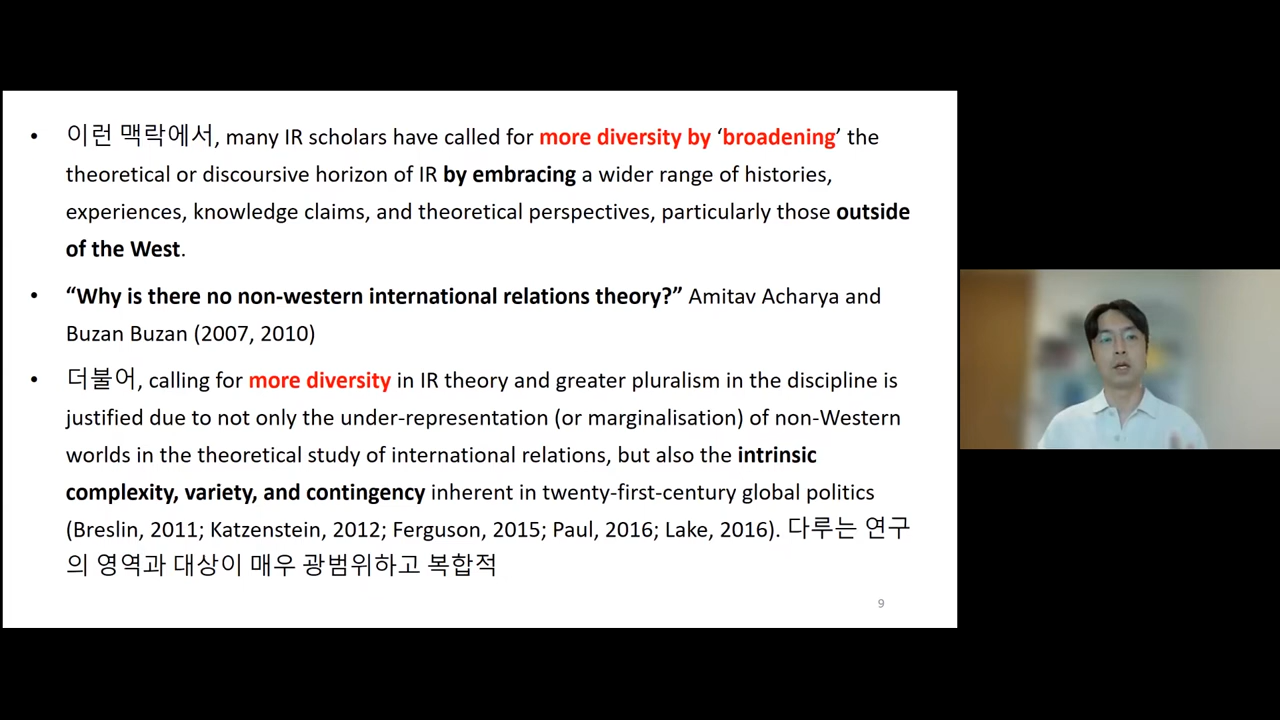 • 이런 맥락에서, many IR scholars have called for more diversity by ‘broadening’ the
theoretical or discoursive horizon of IR by embracing a wider range of histories,
experiences, knowledge claims, and theoretical perspectives, particularly those outside
of the West.
• “Why is there no non-western international relations theory?” Amitav Acharya and
Buzan Buzan (2007, 2010)
• 더불어, calling for more diversity in IR theory and greater pluralism in the discipline is
justified due to not only the under-representation (or marginalisation) of non-Western
worlds in the theoretical study of international relations, but also the intrinsic
complexity, variety, and contingency inherent in twenty-first-century global politics
(Breslin, 2011; Katzenstein, 2012; Ferguson, 2015; Paul, 2016; Lake, 2016). 다루는 연구
의 영역과 대상이 매우 광범위하고 복합적
9